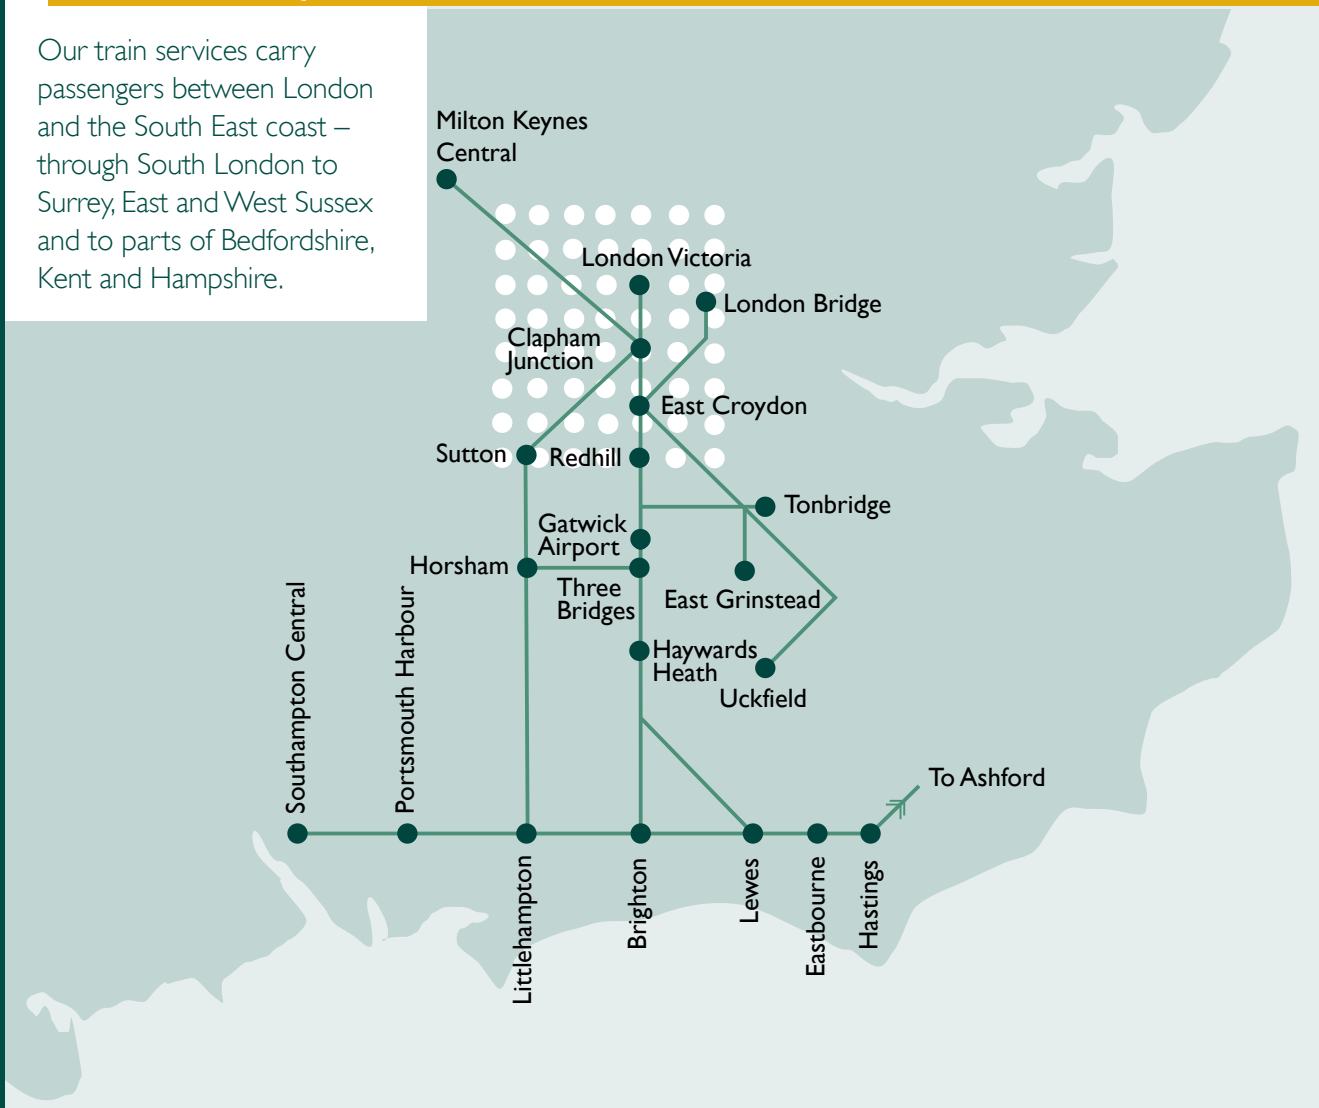 Our train services carry
passengers between London
and the South East coast –
through South London to
Surrey, East and West Sussex
and to parts of Bedfordshire,
Kent and Hampshire.
Milton Keynes
Central
London Victoria
London Bridge
Clapham
Junction
East Croydon
Sutton
Redhill
Tonbridge
Gatwick
Airport
Horsham
Three
Bridges
East Grinstead
Haywards
Heath
Uckfield
Southampton Central
Portsmouth Harbour
To Ashford
Littlehampton
Brighton
Lewes
Eastbourne
Hastings